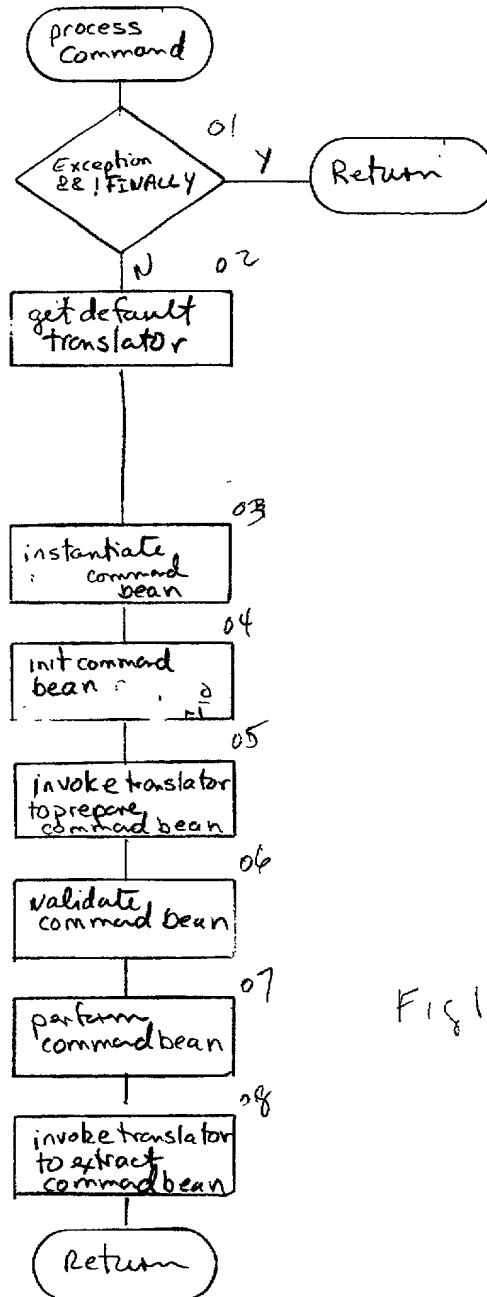 process
Command
01
Exception
&& ! FINALLY
Y
Return
N
02
get default
translator
03
instantiate
command
bean
04
init command
bean
05
invoke translator
to prepare
command bean
06
validate
command bean
07
perform
command bean
Fig 1
08
invoke translator
to extract
command bean
Return